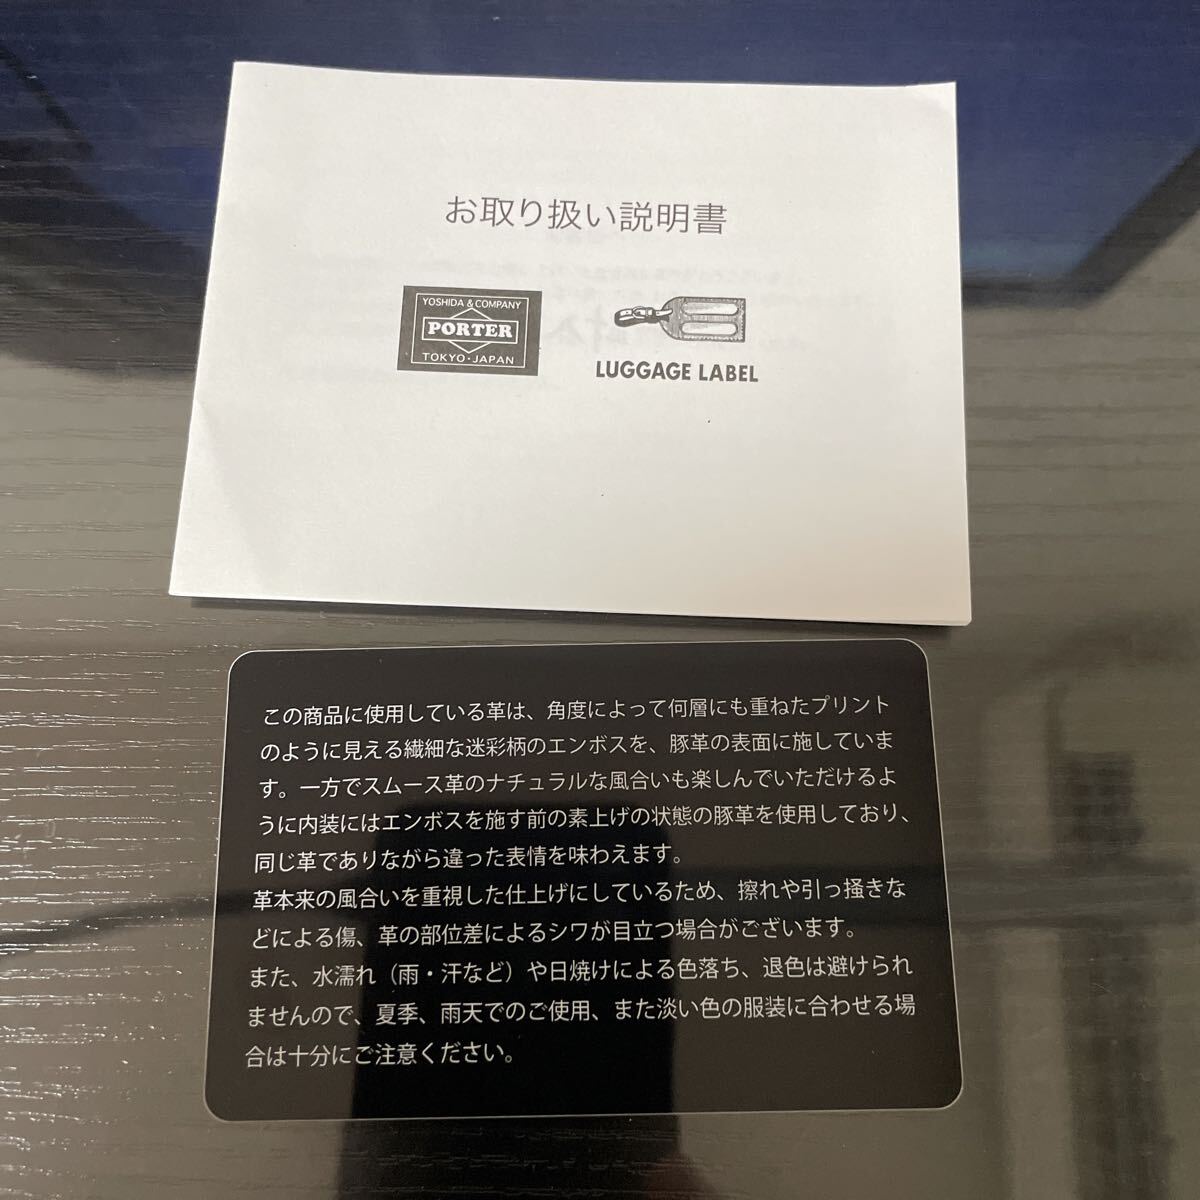 お取り扱い説明書
YOSHIDA & COMPANY
PORTER
TOKYO・JAPAN
LUGGAGE LABEL
この商品に使用している革は、角度によって何層にも重ねたプリント
のように見える繊細な迷彩柄のエンボスを、豚革の表面に施していま
す。一方でスムース革のナチュラルな風合いも楽しんでいただけるよ
うに内装にはエンボスを施す前の素上げの状態の豚革を使用しており、
同じ革でありながら違った表情を味わえます。
革本来の風合いを重視した仕上げにしているため、擦れや引っ掻きな
どによる傷、革の部位差によるシワが目立つ場合がございます。
また、水濡れ（雨・汗など）や日焼けによる色落ち、退色は避けられ
ませんので、夏季、雨天でのご使用、また淡い色の服装に合わせる場
合は十分にご注意ください。